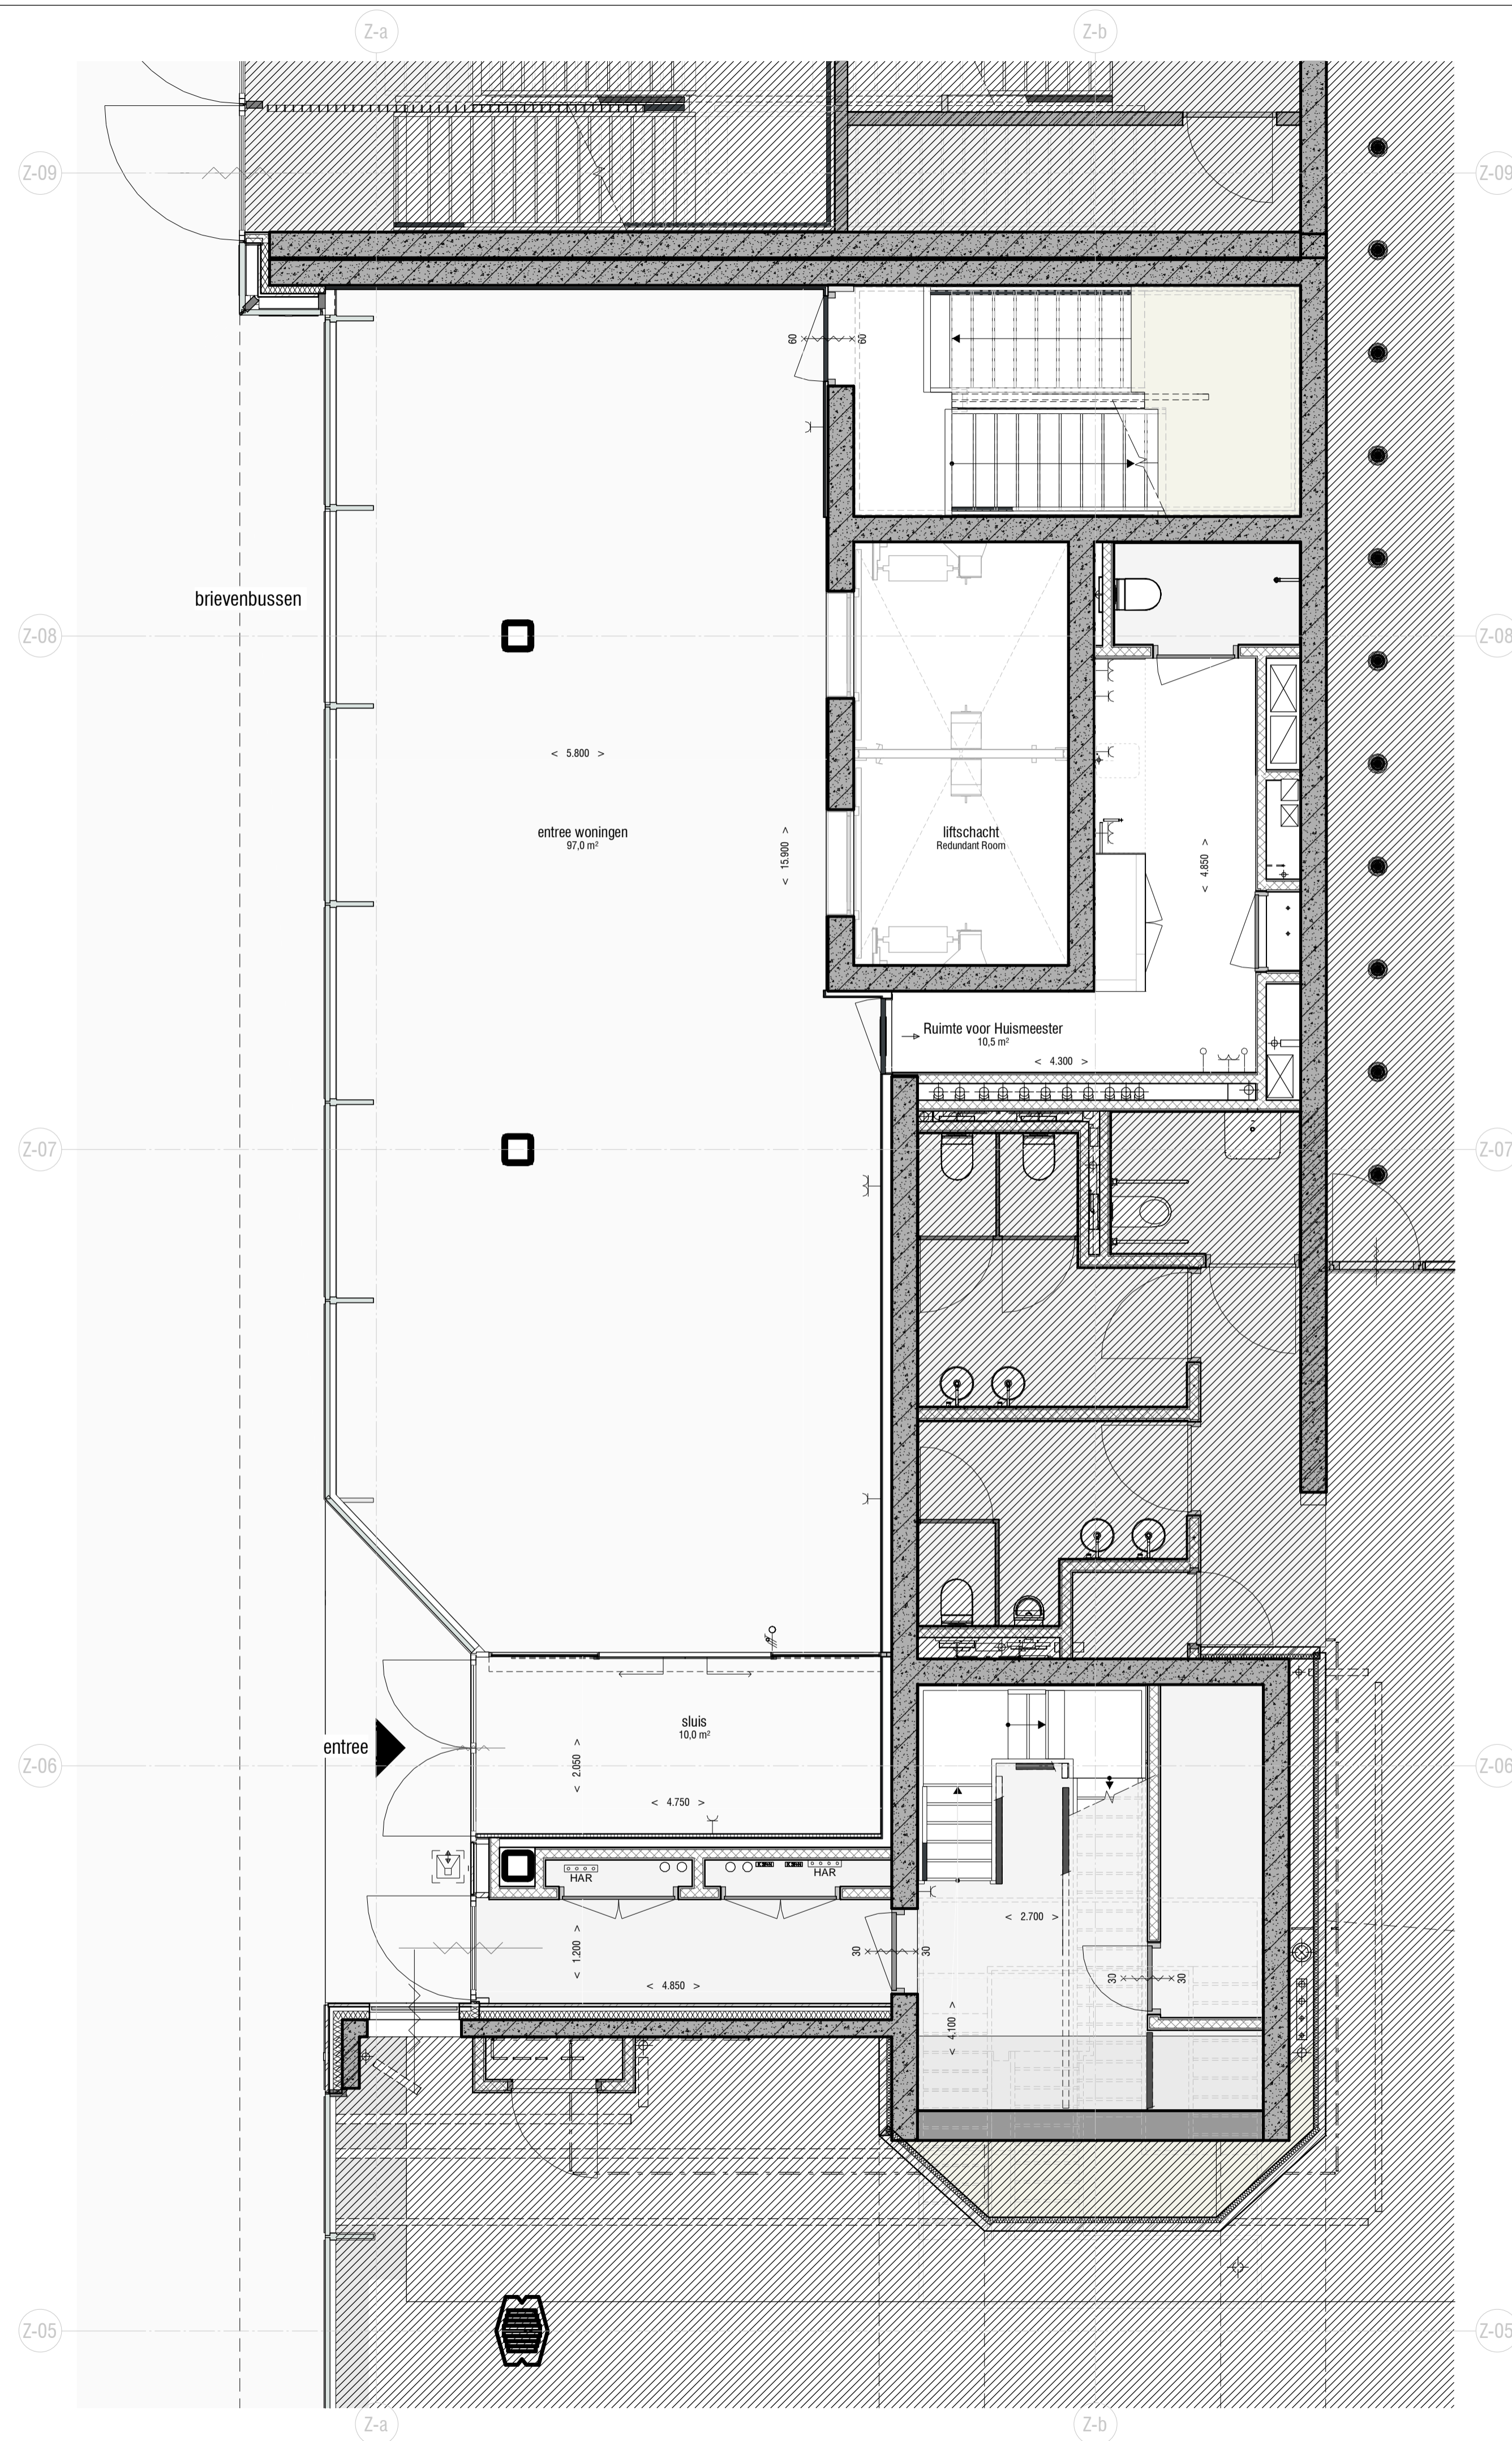 Z-a
Z-b
Z-09
Z-09
60
60
brievenbussen
Z-08
Z-08
< 5.800 >
entree woningen
97,0 m²
< 15.900 >
liftschacht
Redundant Room
< 4.850 >
Ruimte voor Huismeester
10,5 m²
< 4.300 >
Z-07
Z-07
sluis
10,0 m²
entree
Z-06
Z-06
< 2.050 >
< 4.750 >
HAR
HAR
< 2.700 >
< 1.200 >
30
30
30
30
< 4.850 >
< 4.100 >
Z-05
Z-05
Z-a
Z-b